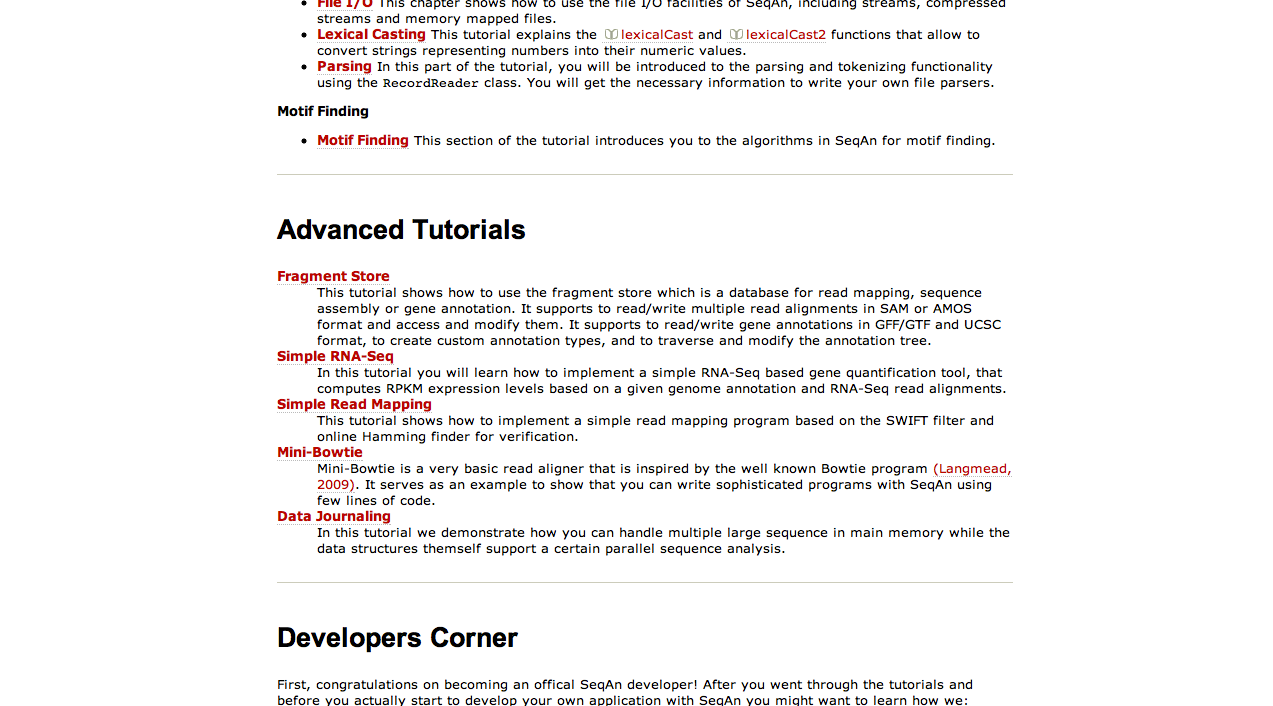 File I/O This chapter shows how to use the file I/O facilities of SeqAn, including streams, compressed
streams and memory mapped files.
Lexical Casting This tutorial explains the lexicalCast and lexicalCast2 functions that allow to
convert strings representing numbers into their numeric values.
Parsing In this part of the tutorial, you will be introduced to the parsing and tokenizing functionality
using the RecordReader class. You will get the necessary information to write your own file parsers.
Motif Finding
Motif Finding This section of the tutorial introduces you to the algorithms in SeqAn for motif finding.
Advanced Tutorials
Fragment Store
This tutorial shows how to use the fragment store which is a database for read mapping, sequence
assembly or gene annotation. It supports to read/write multiple read alignments in SAM or AMOS
format and access and modify them. It supports to read/write gene annotations in GFF/GTF and UCSC
format, to create custom annotation types, and to traverse and modify the annotation tree.
Simple RNA-Seq
In this tutorial you will learn how to implement a simple RNA-Seq based gene quantification tool, that
computes RPKM expression levels based on a given genome annotation and RNA-Seq read alignments.
Simple Read Mapping
This tutorial shows how to implement a simple read mapping program based on the SWIFT filter and
online Hamming finder for verification.
Mini-Bowtie
Mini-Bowtie is a very basic read aligner that is inspired by the well known Bowtie program (Langmead,
2009). It serves as an example to show that you can write sophisticated programs with SeqAn using
few lines of code.
Data Journaling
In this tutorial we demonstrate how you can handle multiple large sequence in main memory while the
data structures themself support a certain parallel sequence analysis.
Developers Corner
First, congratulations on becoming an offical SeqAn developer! After you went through the tutorials and
before you actually start to develop your own application with SeqAn you might want to learn how we: